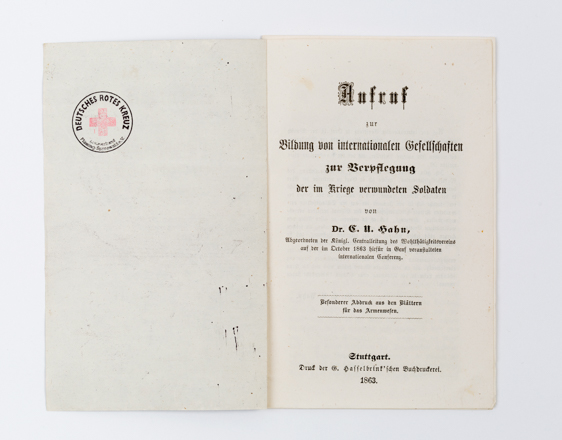 DEUTSCHES ROTES KREUZ
Aufruf
zur
Bildung von internationalen Gesellschaften
zur Verpflegung
der im Kriege verwundeten Soldaten
von
Dr. C. U. Hahn,
Abgeordneten der Königl. Centralleitung des Wohlthätigkeitsvereins
auf der im October 1863 hiefür in Genf veranstalteten
internationalen Conferenz.
Besonderer Abdruck aus den Blättern
für das Armenwesen.
Stuttgart.
Druck der G. Hasselbrink'schen Buchdruckerei.
1863.